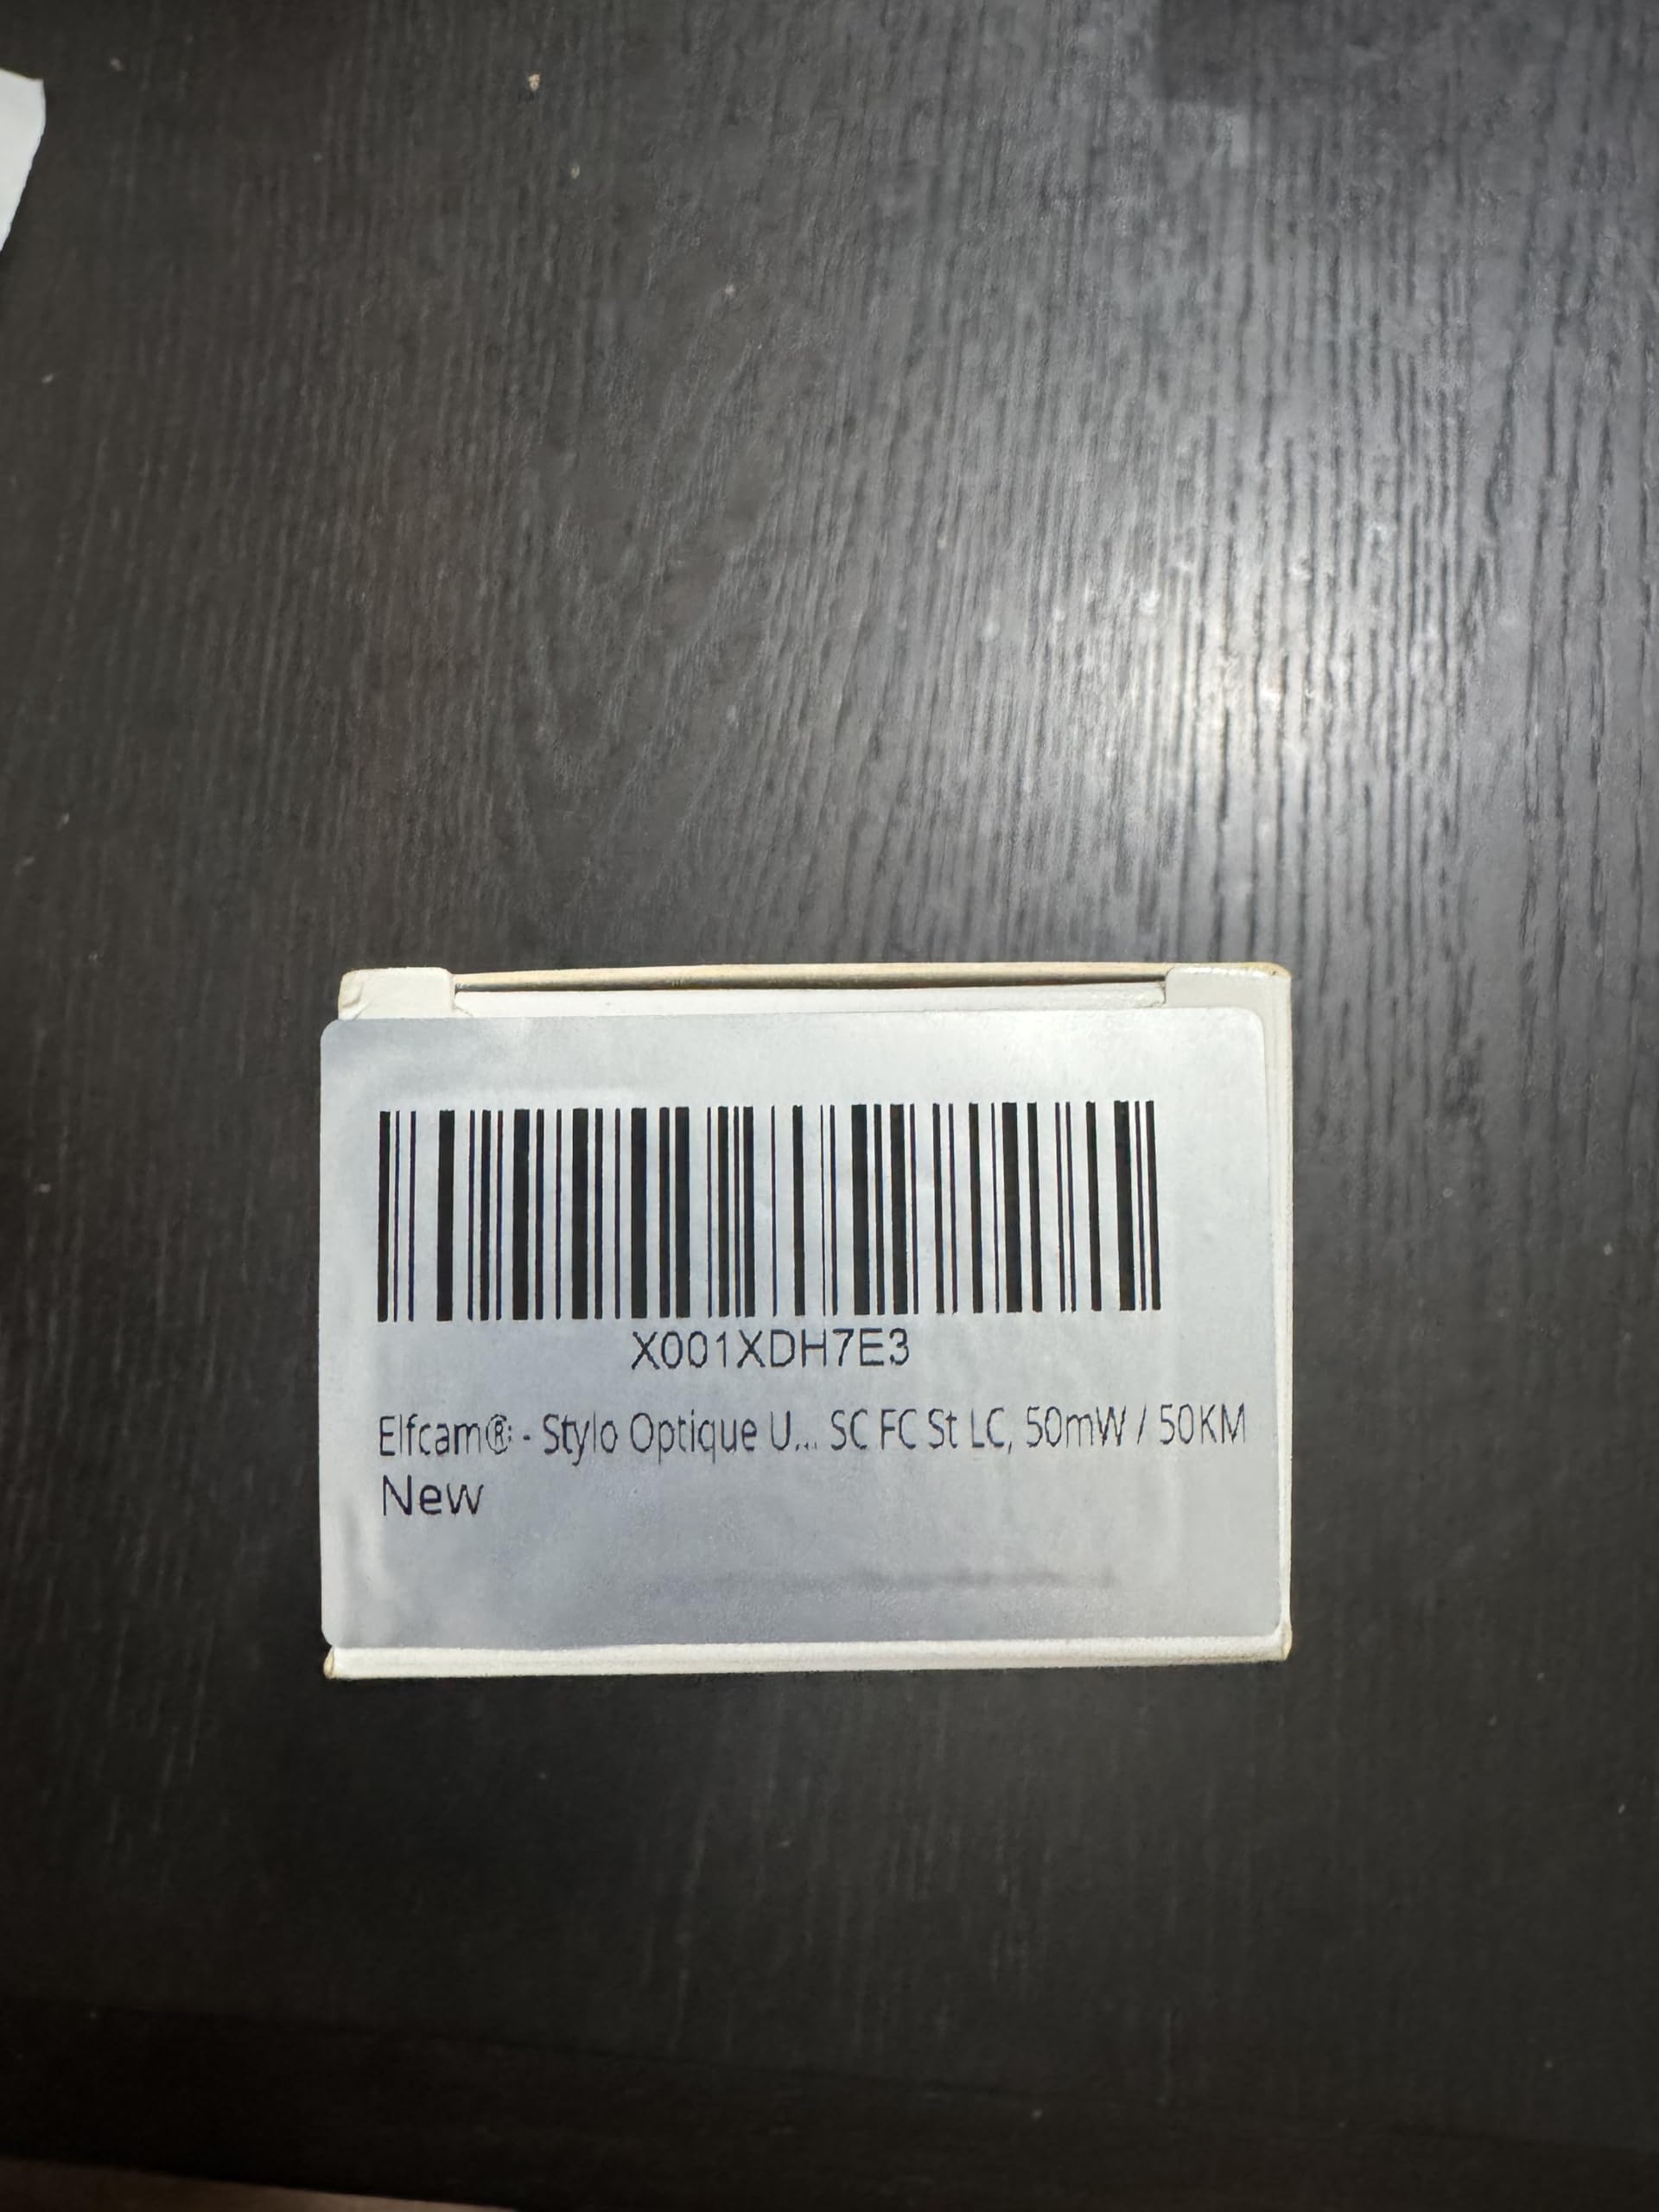 X001XDH7E3
Elfcam® - Stylo Optique U... SC FC St LC, 50mW / 50KM
New